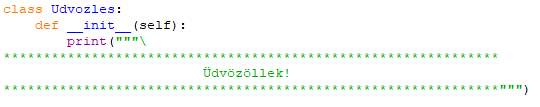 class Udvozles:
    def __init__(self):
        print("""\
**************************************************************
                         Üdvözöllek!
**************************************************************""")